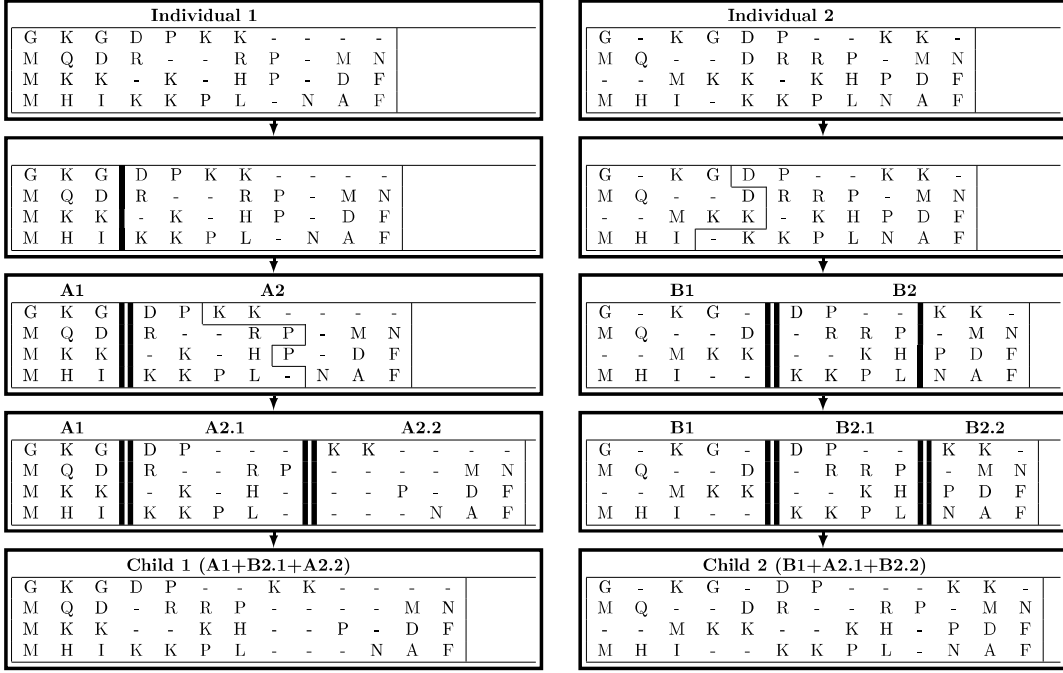 Individual 1
G K G D P K K - - - -
M Q D R - - R P - M N
M K K - K - H P - D F
M H I K K P L - N A F
Individual 2
G - K G D P - - K K -
M Q - - D R R P - M N
- - M K K - K H P D F
M H I - K K P L N A F
G K G D P K K - - - -
M Q D R - - R P - M N
M K K - K - H P - D F
M H I K K P L - N A F
G - K G D P - - K K -
M Q - - D R R P - M N
- - M K K - K H P D F
M H I - K K P L N A F
A1 A2
G K G D P K K - - - -
M Q D R - - R P - M N
M K K - K - H P - D F
M H I K K P L - N A F
B1 B2
G - K G - D P - - K K -
M Q - - D - R R P - M N
- - M K K - - K H P D F
M H I - - K K P L N A F
A1 A2.1 A2.2
G K G D P - - - K K - - - -
M Q D R - - R P - - - - M N
M K K - K - H - - - P - D F
M H I K K P L - - - - N A F
B1 B2.1 B2.2
G - K G - D P - - K K -
M Q - - D - R R P - M N
- - M K K - - K H P D F
M H I - - K K P L N A F
Child 1 (A1+B2.1+A2.2)
G K G D P - - K K - - - -
M Q D - R R P - - - - M N
M K K - - K H - - P - D F
M H I K K P L - - - N A F
Child 2 (B1+A2.1+B2.2)
G - K G - D P - - - K K -
M Q - - D R - - R P - M N
- - M K K - - K H - P D F
M H I - - K K P L - N A F